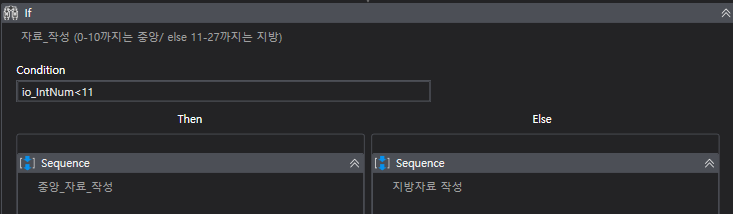 If
자료_작성 (0-10까지는 중앙/ else 11-27까지는 지방)
Condition
io_IntNum<11
Then
Else
Sequence
Sequence
중앙_자료_작성
지방자료 작성